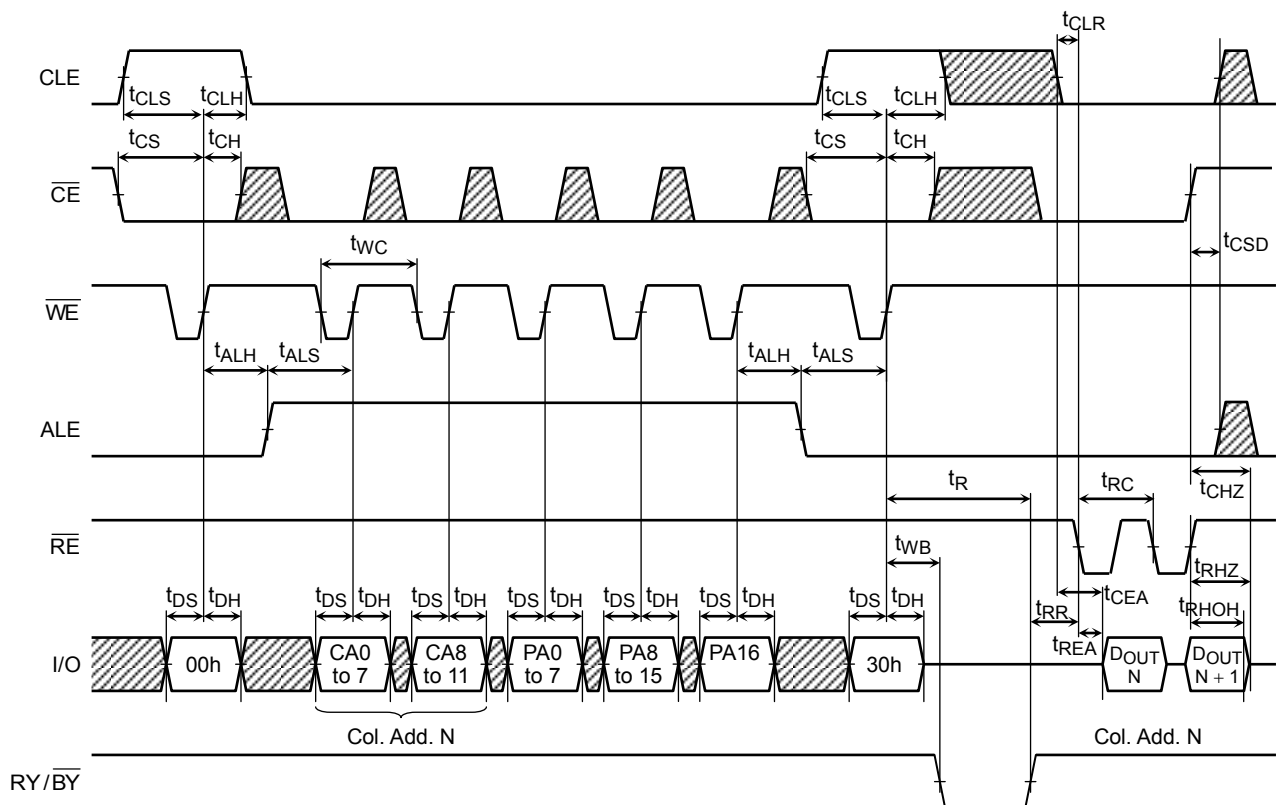 tCLR
CLE
tCLS tCLH tCLS tCLH
tCS tCH tCS tCH
CE
tWC tCSD
WE
tALH tALS tALH tALS
ALE
tR tRC tCHZ
RE
tWB tRHZ
tDS tDH tDS tDH tDS tDH tDS tDH tDS tDH tDS tDH tDS tDH tCEA
tRR tREA tRHOH
I/O 00h CA0 to 7 CA8 to 11 PA0 to 7 PA8 to 15 PA16 30h DOUT N DOUT N + 1
Col. Add. N Col. Add. N
RY/BY